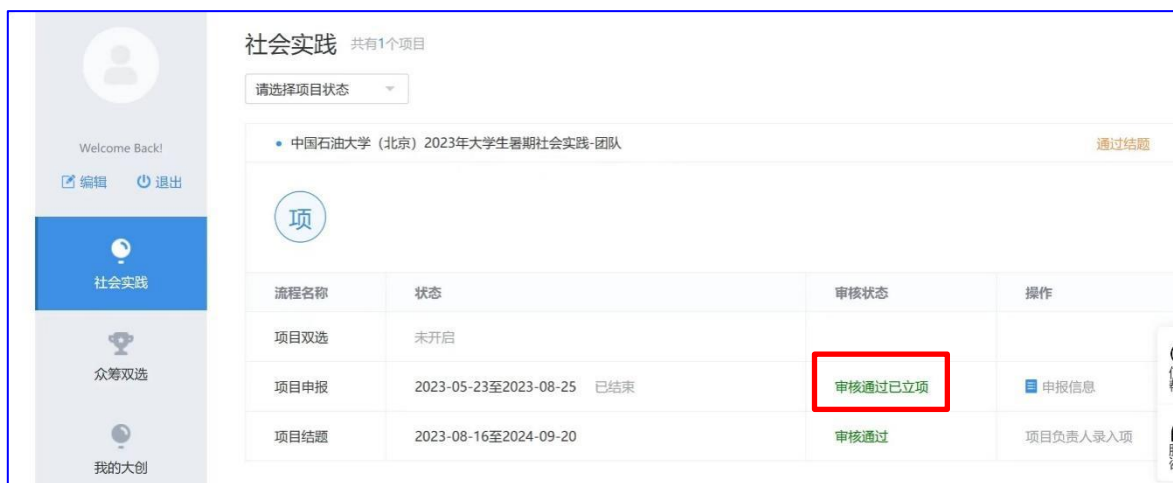 社会实践 共有1个项目
请选择项目状态
Welcome Back!
编辑 退出
社会实践
众筹双选
我的大创
• 中国石油大学（北京）2023年大学生暑期社会实践-团队 通过结题
项
流程名称 状态 审核状态 操作
项目双选 未开启
项目申报 2023-05-23至2023-08-25 已结束 审核通过已立项 申报信息
项目结题 2023-08-16至2024-09-20 审核通过 项目负责人录入项